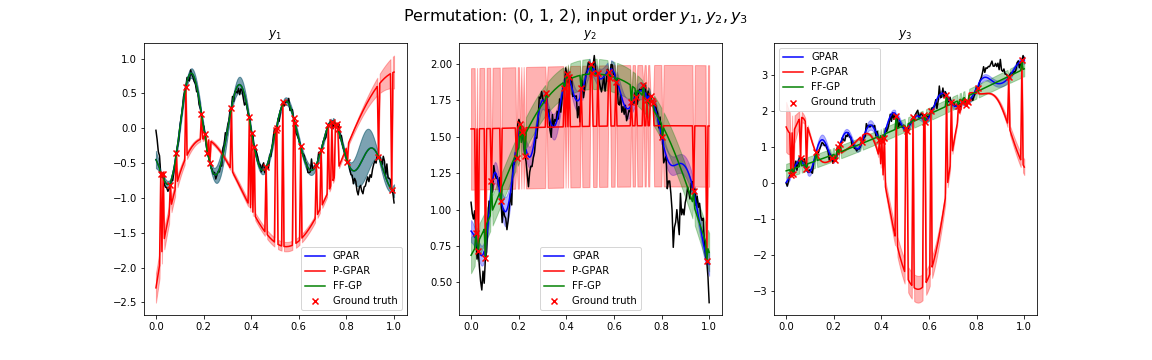 Permutation: (0, 1, 2), input order y₁, y₂, y₃
y₁
1.0
0.5
0.0
−0.5
−1.0
−1.5
−2.0
−2.5
0.0 0.2 0.4 0.6 0.8 1.0
GPAR
P-GPAR
FF-GP
Ground truth
y₂
2.00
1.75
1.50
1.25
1.00
0.75
0.50
0.0 0.2 0.4 0.6 0.8 1.0
GPAR
P-GPAR
FF-GP
Ground truth
y₃
3
2
1
0
−1
−2
−3
0.0 0.2 0.4 0.6 0.8 1.0
GPAR
P-GPAR
FF-GP
Ground truth